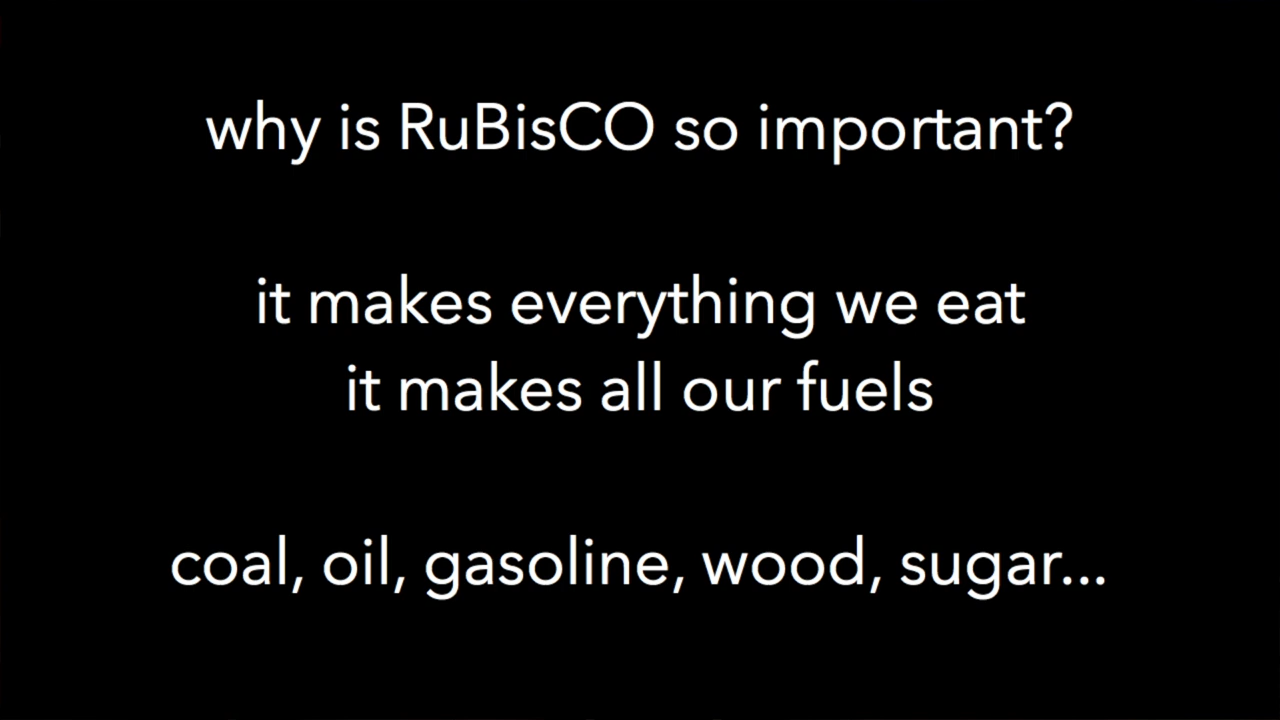 why is RuBisCO so important?
it makes everything we eat
it makes all our fuels
coal, oil, gasoline, wood, sugar...